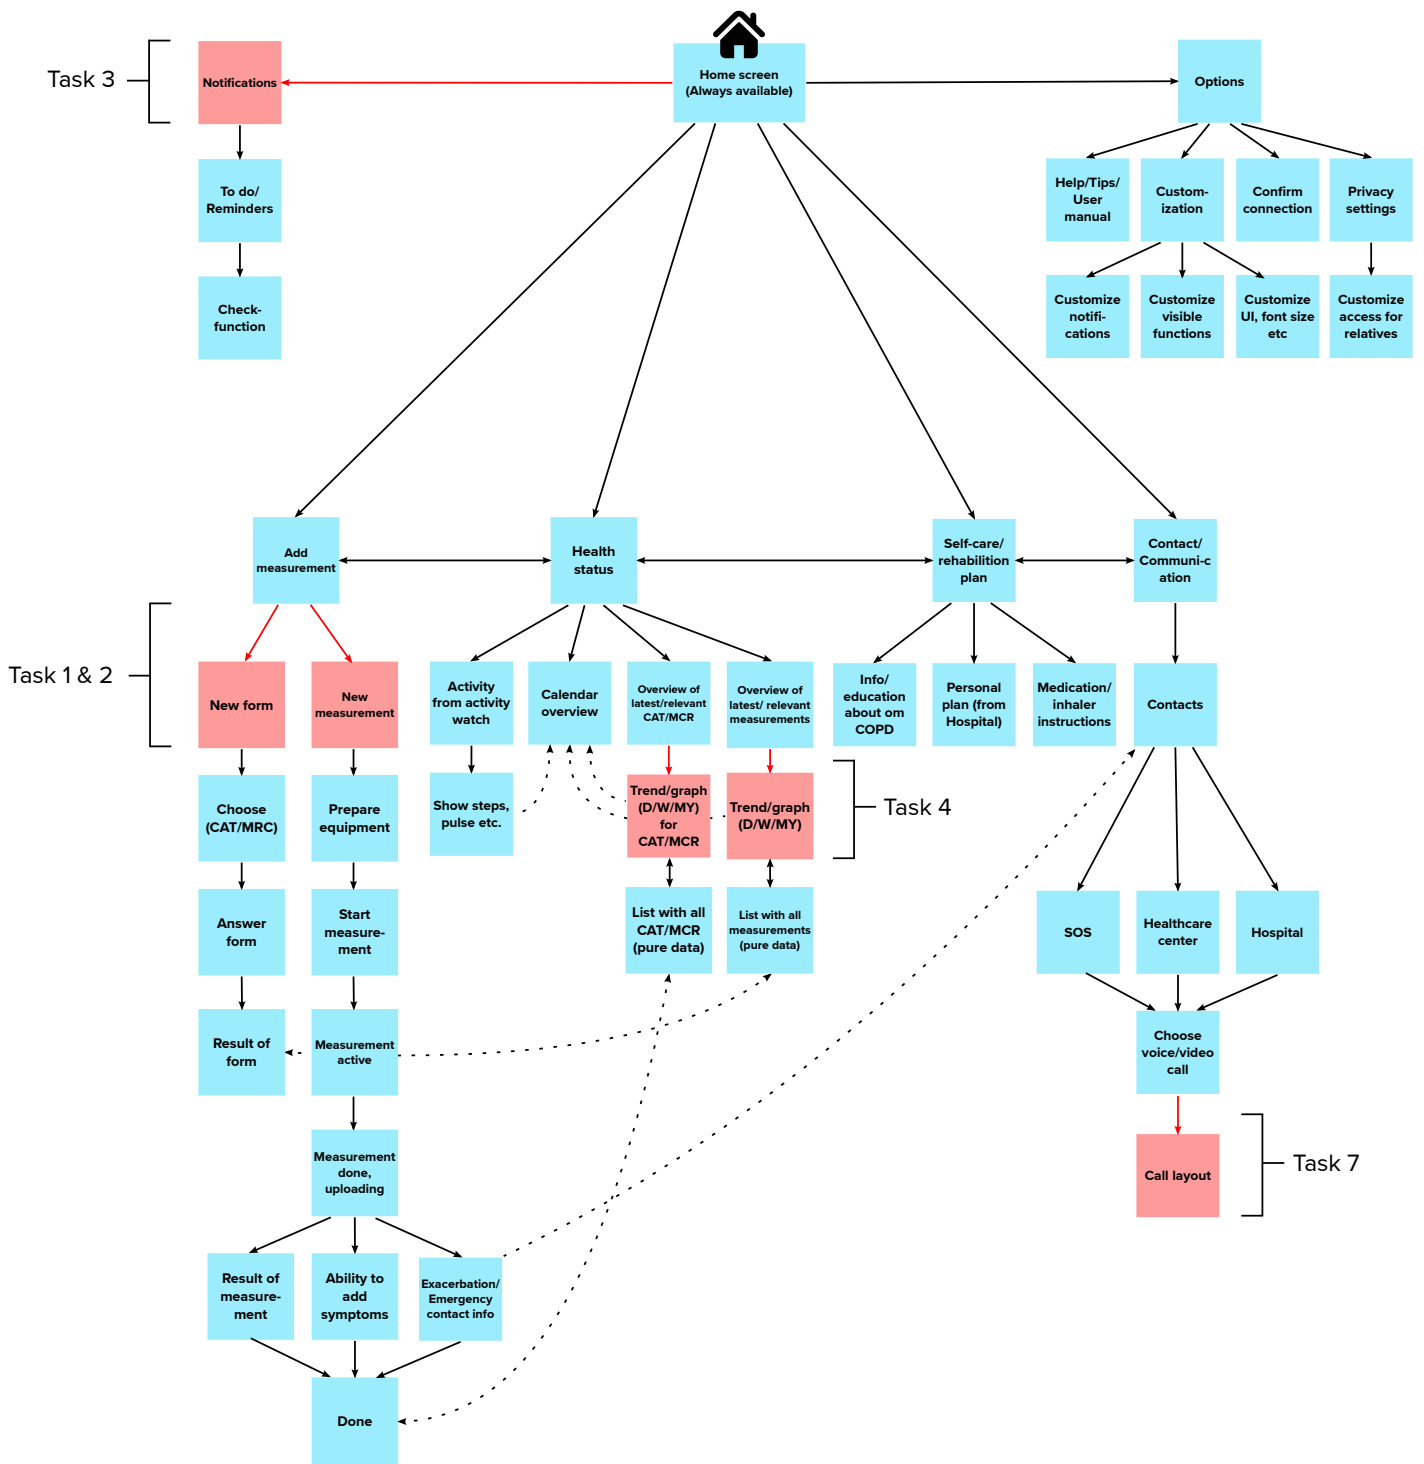 Task 3
Notifications
Home screen
(Always available)
Options
To do/
Reminders
Help/Tips/
User
manual
Custom-
ization
Confirm
connection
Privacy
settings
Check-
function
Customize
notifi-
cations
Customize
visible
functions
Customize
UI, font size
etc
Customize
access for
relatives
Add
measurement
Health
status
Self-care/
rehabilition
plan
Contact/
Communi-c
ation
Task 1 & 2
New form
New
measurement
Activity
from activity
watch
Calendar
overview
Overview of
latest/relevant
CAT/MCR
Overview of
latest/ relevant
measurements
Info/
education
about om
COPD
Personal
plan (from
Hospital)
Medication/
inhaler
instructions
Contacts
Choose
(CAT/MRC)
Prepare
equipment
Show steps,
pulse etc.
Trend/graph
(D/W/MY)
for
CAT/MCR
Trend/graph
(D/W/MY)
Task 4
Answer
form
Start
measure-
ment
List with all
CAT/MCR
(pure data)
List with all
measurements
(pure data)
SOS
Healthcare
center
Hospital
Result of
form
Measurement
active
Choose
voice/video
call
Measurement
done,
uploading
Call layout
Task 7
Result of
measure-
ment
Ability to
add
symptoms
Exacerbation/
Emergency
contact info
Done